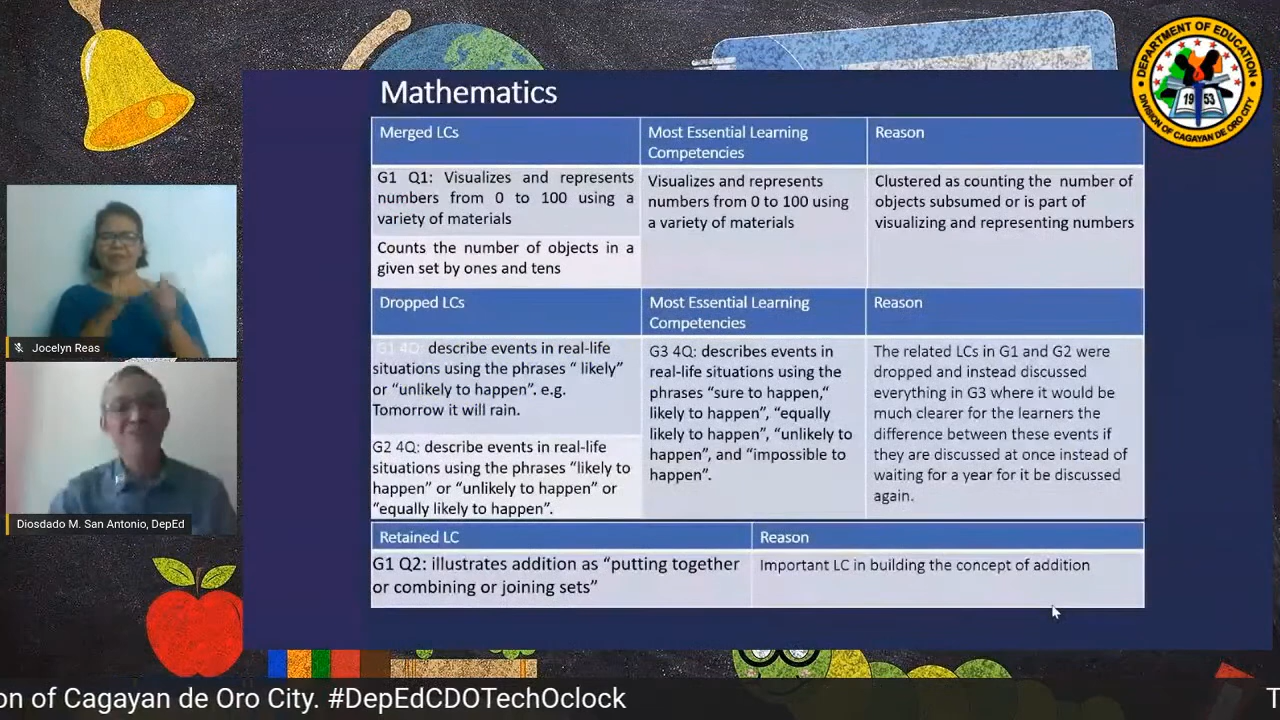 Mathematics
Merged LCs
Most Essential Learning
Competencies
Reason
G1 Q1: Visualizes and represents
numbers from 0 to 100 using a
variety of materials
Counts the number of objects in a
given set by ones and tens
Visualizes and represents
numbers from 0 to 100 using
a variety of materials
Clustered as counting the number of
objects subsumed or is part of
visualizing and representing numbers
Dropped LCs
Most Essential Learning
Competencies
Reason
G1 4Q: describe events in real-life
situations using the phrases “ likely”
or “unlikely to happen”. e.g.
Tomorrow it will rain.
G2 4Q: describe events in real-life
situations using the phrases “likely to
happen” or “unlikely to happen” or
“equally likely to happen”.
G3 4Q: describes events in
real-life situations using the
phrases “sure to happen,“
likely to happen”, “equally
likely to happen”, “unlikely to
happen”, and “impossible to
happen”.
The related LCs in G1 and G2 were
dropped and instead discussed
everything in G3 where it would be
much clearer for the learners the
difference between these events if
they are discussed at once instead of
waiting for a year for it be discussed
again.
Retained LC
Reason
G1 Q2: illustrates addition as “putting together
or combining or joining sets”
Important LC in building the concept of addition
DEPARTMENT OF EDUCATION
1953
DIVISION OF CAGAYAN DE ORO CITY
Jocelyn Reas
Diosdado M. San Antonio, DepEd
on of Cagayan de Oro City. #DepEdCDOTechOclock
T